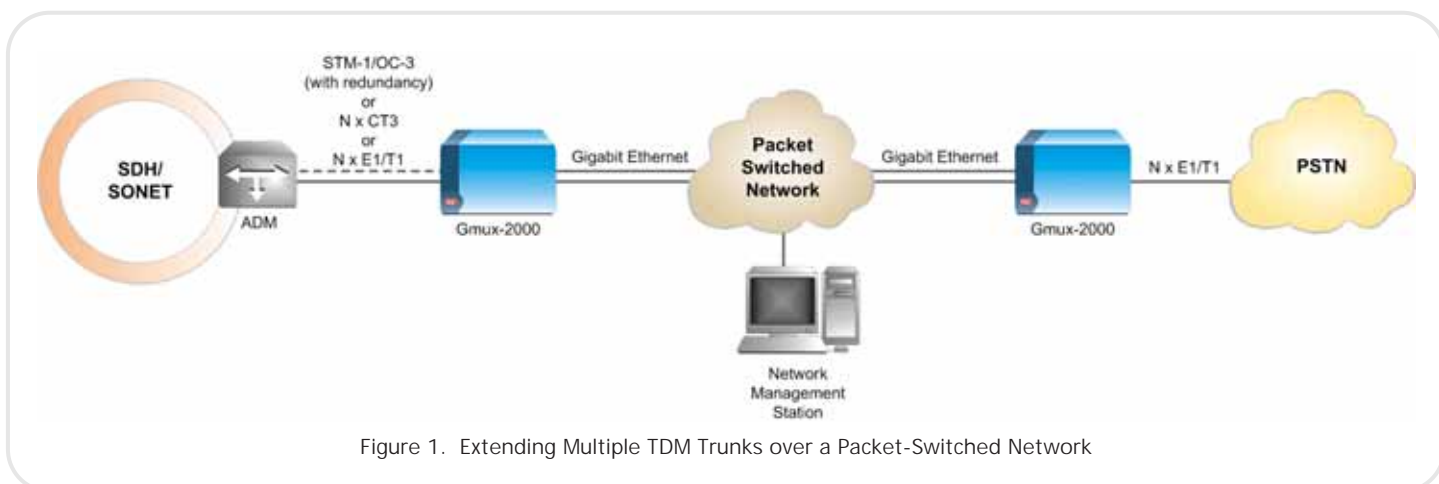 STM-1/OC-3
(with redundancy)
or
N x CT3
or
N x E1/T1
SDH/
SONET
ADM
Gmux-2000
Gigabit Ethernet
Packet
Switched
Network
Gigabit Ethernet
Gmux-2000
N x E1/T1
PSTN
Network
Management
Station
Figure 1. Extending Multiple TDM Trunks over a Packet-Switched Network